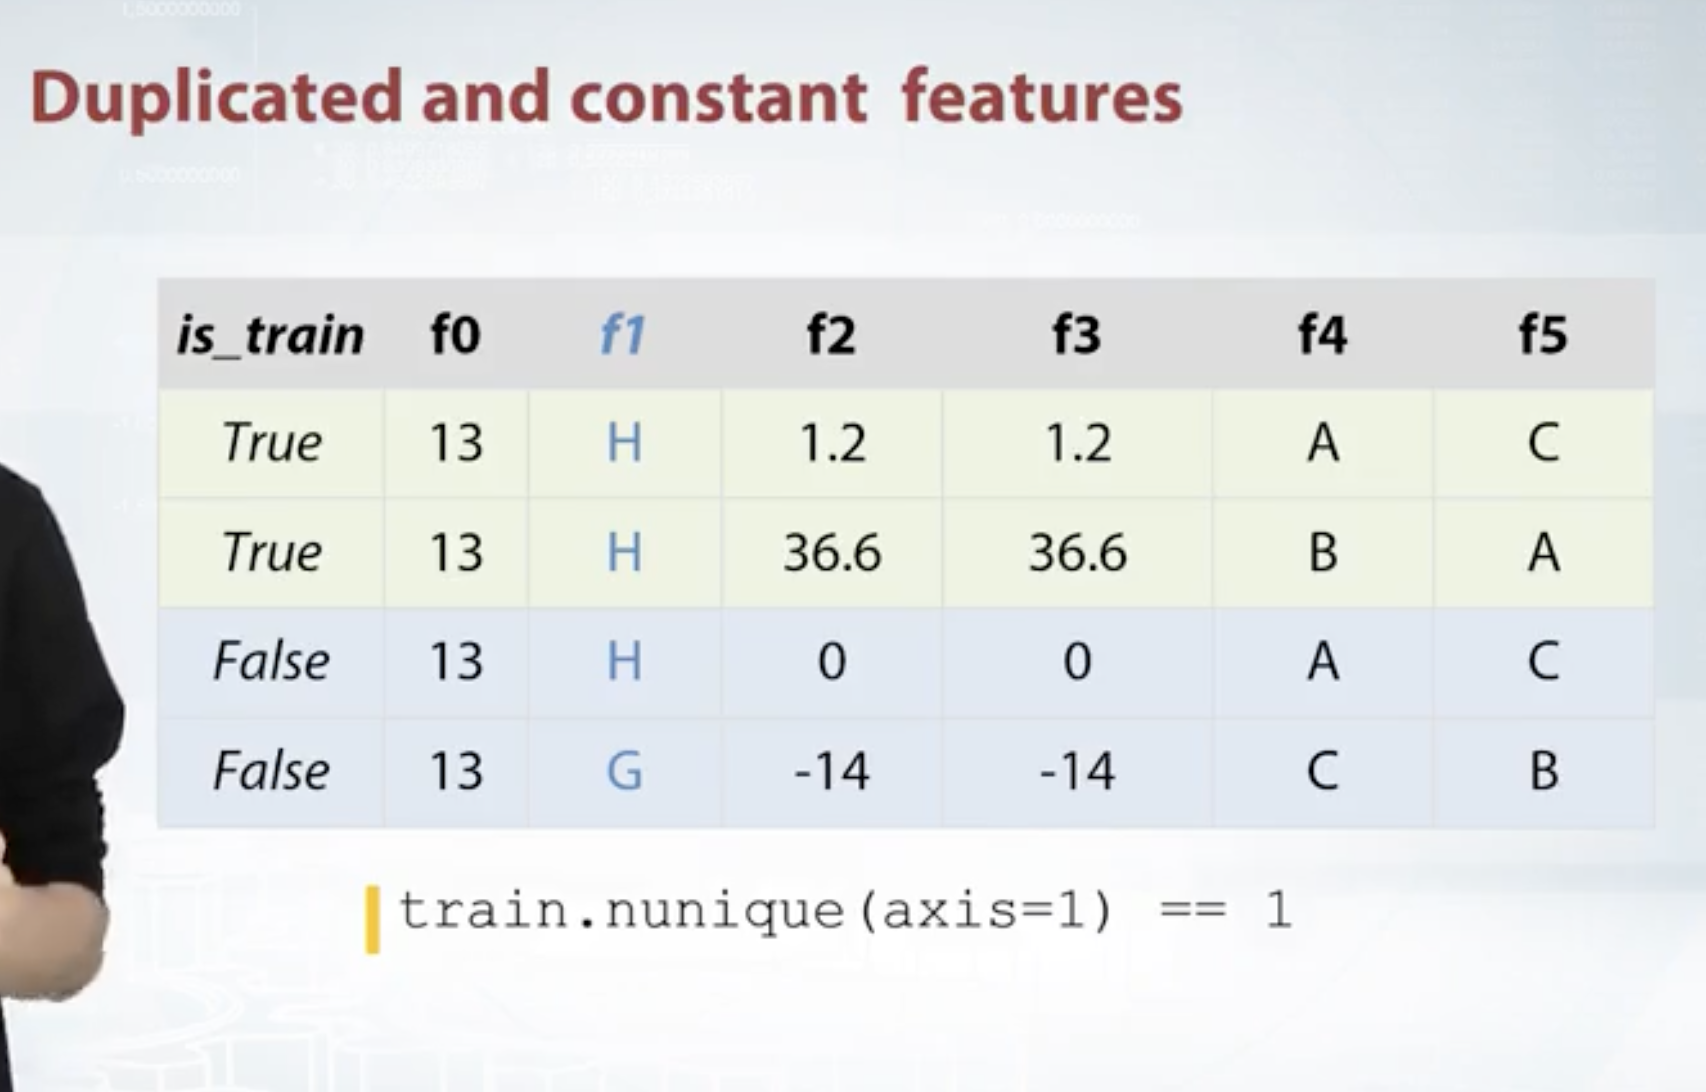 Duplicated and constant features
is_train f0 f1 f2 f3 f4 f5
True 13 H 1.2 1.2 A C
True 13 H 36.6 36.6 B A
False 13 H 0 0 A C
False 13 G -14 -14 C B
train.nunique(axis=1) == 1